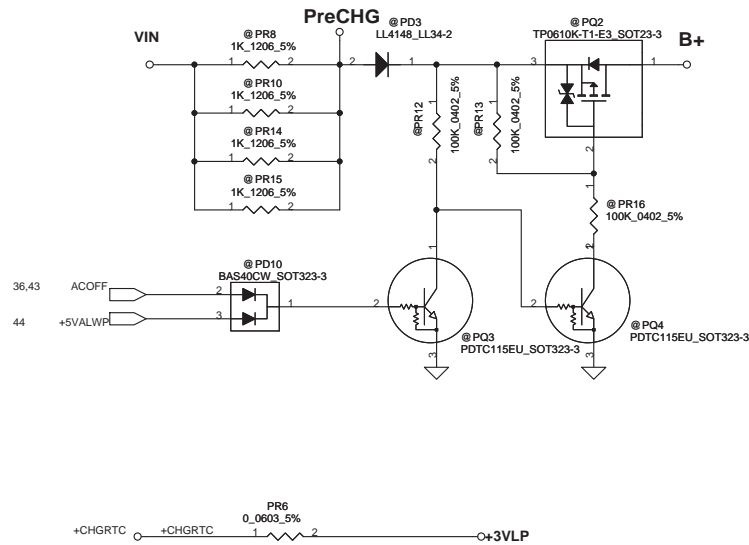 VIN
PreCHG
@PR8
1K_1206_5%
1 2
@PR10
1K_1206_5%
1 2
@PR14
1K_1206_5%
1 2
@PR15
1K_1206_5%
1 2
@PD3
LL4148_LL34-2
2 1
@PQ2
TP0610K-T1-E3_SOT23-3
3 1
2
B+
@PR12
100K_0402_5%
1 2
@PR13
100K_0402_5%
1 2
@PR16
100K_0402_5%
1 2
36,43 ACOFF
44 +5VALWP
@PD10
BAS40CW_SOT323-3
2
3
1
2
1
3
@PQ3
PDTC115EU_SOT323-3
2
3
@PQ4
PDTC115EU_SOT323-3
+CHGRTC +CHGRTC
PR6
0_0603_5%
1 2
+3VLP